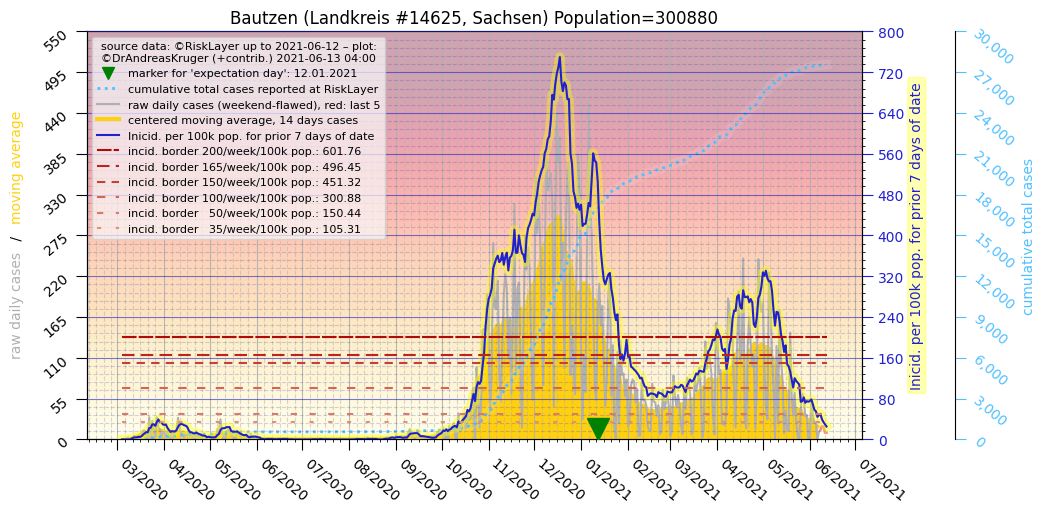 Bautzen (Landkreis #14625, Sachsen) Population=300880
source data: ©RiskLayer up to 2021-06-12 – plot:
©DrAndreasKruger (+contrib.) 2021-06-13 04:00
marker for 'expectation day': 12.01.2021
cumulative total cases reported at RiskLayer
raw daily cases (weekend-flawed), red: last 5
centered moving average, 14 days cases
Inicid. per 100k pop. for prior 7 days of date
incid. border 200/week/100k pop.: 601.76
incid. border 165/week/100k pop.: 496.45
incid. border 150/week/100k pop.: 451.32
incid. border 100/week/100k pop.: 300.88
incid. border 50/week/100k pop.: 150.44
incid. border 35/week/100k pop.: 105.31
raw daily cases / moving average
550
495
440
385
330
275
220
165
110
55
0
800
720
640
560
480
400
320
240
160
80
0
Inicid. per 100k pop. for prior 7 days of date
30,000
27,000
24,000
21,000
18,000
15,000
12,000
9,000
6,000
3,000
0
cumulative total cases
03/2020
04/2020
05/2020
06/2020
07/2020
08/2020
09/2020
10/2020
11/2020
12/2020
01/2021
02/2021
03/2021
04/2021
05/2021
06/2021
07/2021